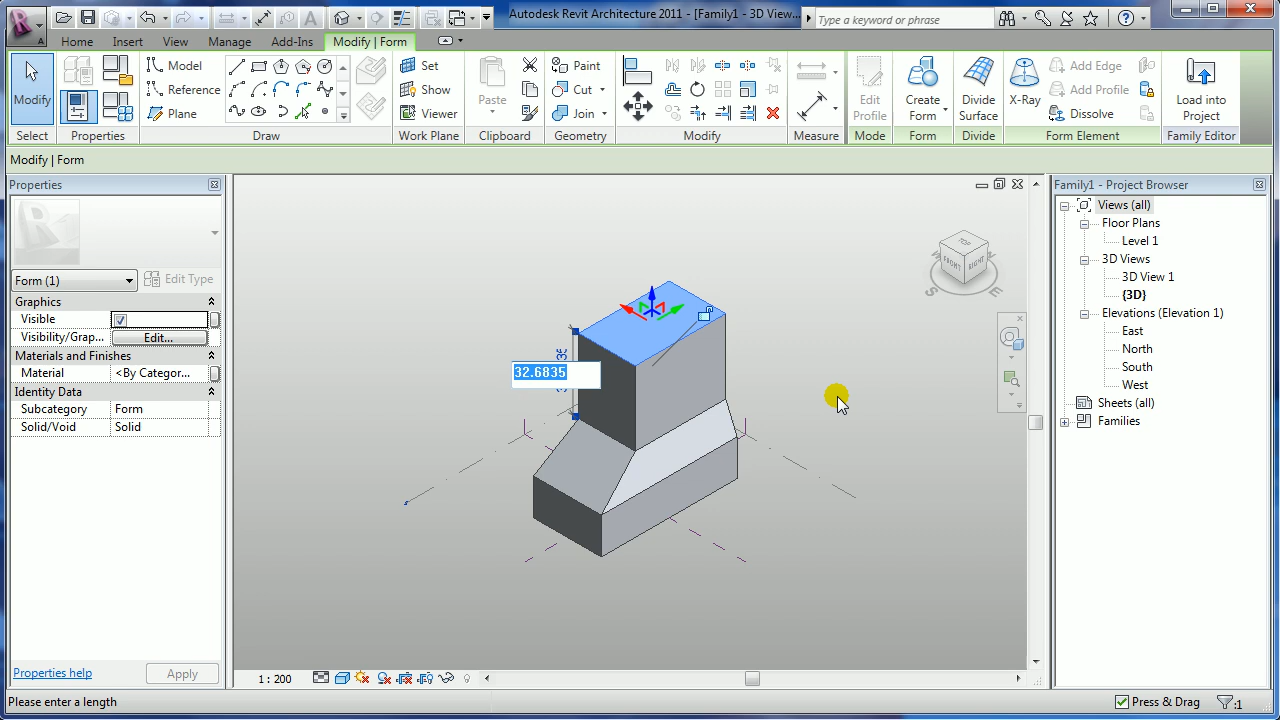 Autodesk Revit Architecture 2011 - [Family1 - 3D View...
Type a keyword or phrase
Home Insert View Manage Add-Ins Modify | Form
Modify
Model
Reference
Plane
Set
Show
Viewer
Paste
Paint
Cut
Join
Edit
Profile
Create
Form
Divide
Surface
X-Ray
Add Edge
Add Profile
Dissolve
Load into
Project
Select Properties Draw Work Plane Clipboard Geometry Modify Measure Mode Form Divide Form Element Family Editor
Modify | Form
Properties
Form (1)
Edit Type
Graphics
Visible
Visibility/Grap... Edit...
Materials and Finishes
Material <By Categor...
Identity Data
Subcategory Form
Solid/Void Solid
Properties help
Apply
32.6835
TOP
FRONT
RIGHT
S
E
Family1 - Project Browser
Views (all)
Floor Plans
Level 1
3D Views
3D View 1
{3D}
Elevations (Elevation 1)
East
North
South
West
Sheets (all)
Families
1 : 200
Please enter a length
Press & Drag
:1